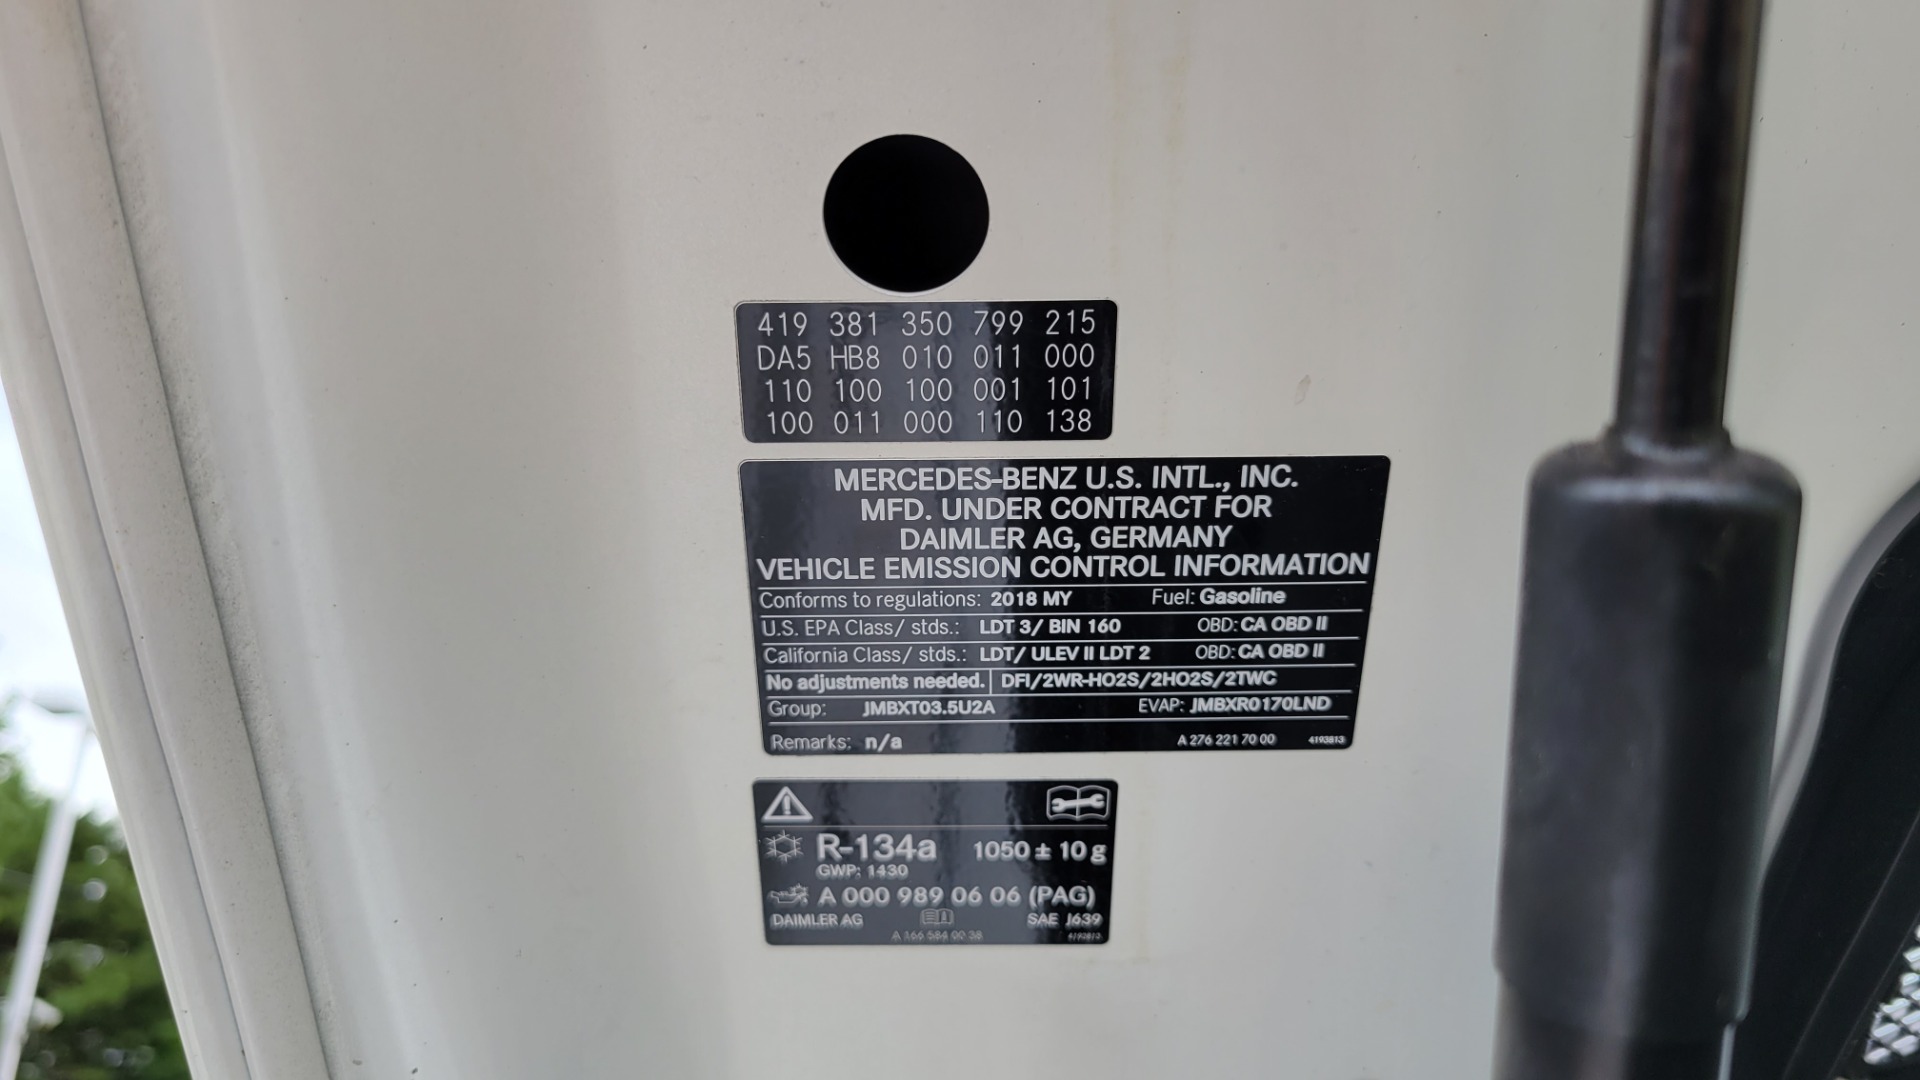 419 381 350 799 215
DA5 HB8 010 011 000
110 100 100 001 101
100 011 000 110 138
MERCEDES-BENZ U.S. INTL., INC.
MFD. UNDER CONTRACT FOR
DAIMLER AG, GERMANY
VEHICLE EMISSION CONTROL INFORMATION
Conforms to regulations: 2018 MY Fuel: Gasoline
U.S. EPA Class/ stds.: LDT 3/ BIN 160 OBD: CA OBD II
California Class/ stds.: LDT/ ULEV II LDT 2 OBD: CA OBD II
No adjustments needed. DFI/2WR-HO2S/2HO2S/2TWC
Group: JMBXT03.5U2A EVAP: JMBXR0170LND
Remarks: n/a A 276 221 70 00 4193813
R-134a 1050 ± 10 g
GWP: 1430
A 000 989 06 06 (PAG)
DAIMLER AG SAE J639
A 166 584 00 38